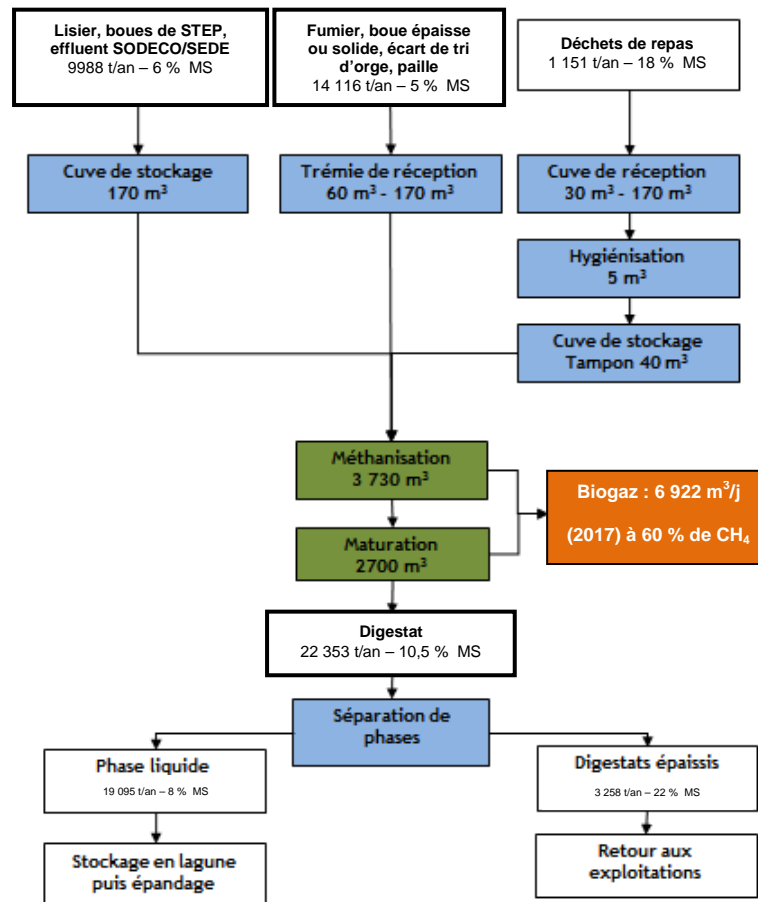 Lisier, boues de STEP,
effluent SODECO/SEDE
9988 t/an – 6 % MS
Fumier, boue épaisse
ou solide, écart de tri
d'orge, paille
14 116 t/an – 5 % MS
Déchets de repas
1 151 t/an – 18 % MS
Cuve de stockage
170 m³
Trémie de réception
60 m³ - 170 m³
Cuve de réception
30 m³ - 170 m³
Hygiénisation
5 m³
Cuve de stockage
Tampon 40 m³
Méthanisation
3 730 m³
Biogaz : 6 922 m³/j
(2017) à 60 % de CH₄
Maturation
2700 m³
Digestat
22 353 t/an – 10,5 % MS
Séparation de
phases
Phase liquide
19 095 t/an – 8 % MS
Digestats épaissis
3 258 t/an – 22 % MS
Stockage en lagune
puis épandage
Retour aux
exploitations